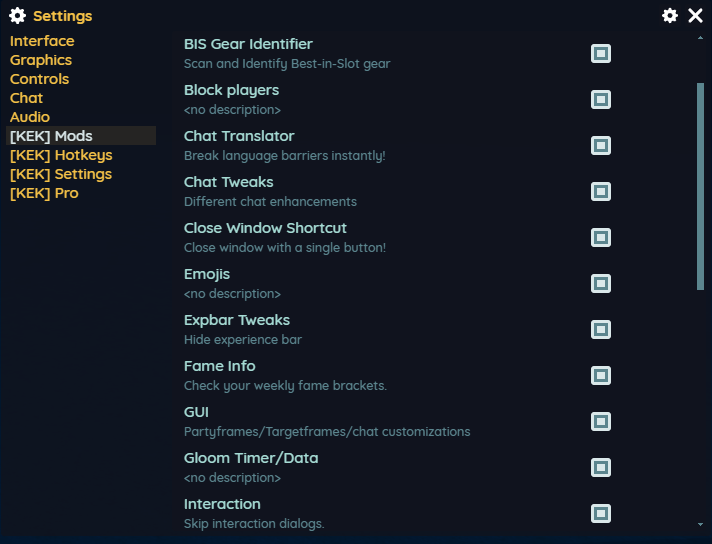 Settings
Interface
Graphics
Controls
Chat
Audio
[KEK] Mods
[KEK] Hotkeys
[KEK] Settings
[KEK] Pro
BIS Gear Identifier
Scan and Identify Best-in-Slot gear
Block players
<no description>
Chat Translator
Break language barriers instantly!
Chat Tweaks
Different chat enhancements
Close Window Shortcut
Close window with a single button!
Emojis
<no description>
Expbar Tweaks
Hide experience bar
Fame Info
Check your weekly fame brackets.
GUI
Partyframes/Targetframes/chat customizations
Gloom Timer/Data
<no description>
Interaction
Skip interaction dialogs.